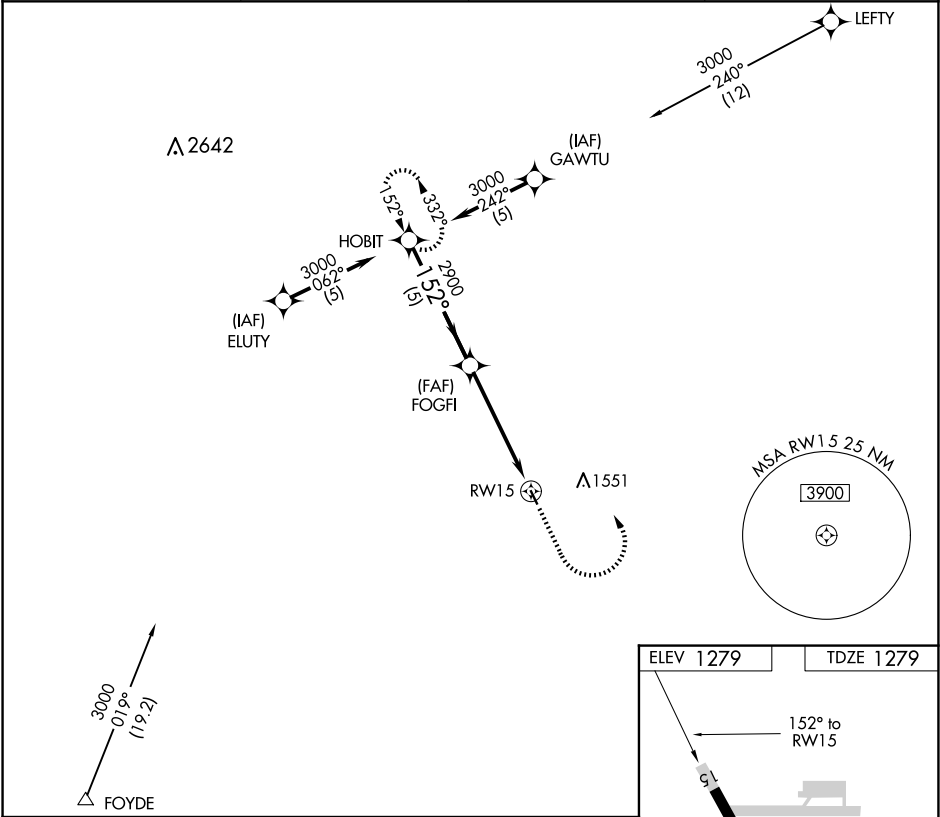 LEFTY
3000
240°
(12)
2642
(IAF)
GAWTU
3000
242°
(5)
152°
332°
HOBIT
3000
062°
(5)
2900
152°
(5)
(IAF)
ELUTY
(FAF)
FOGFI
MSA RW15 25 NM
3900
RW15
1551
3000
019°
(19.2)
FOYDE
ELEV 1279
TDZE 1279
152° to
RW15
15